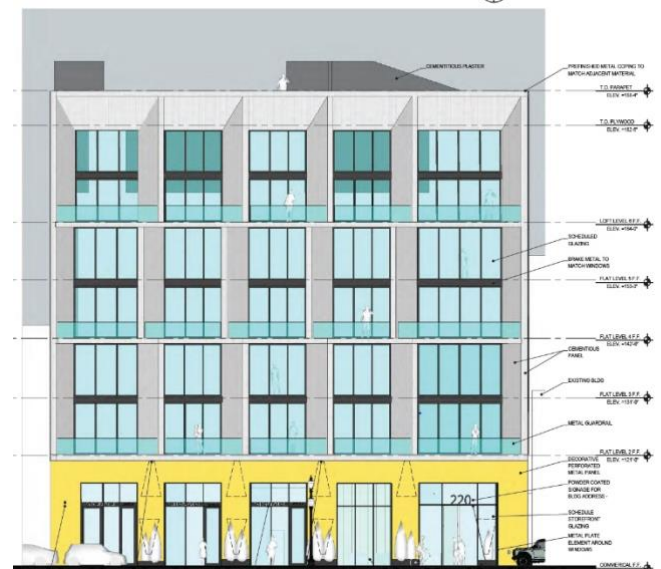 CEMENTITIOUS PLASTER
PREFINISHED METAL COPING TO
MATCH ADJACENT MATERIAL
T.O. PARAPET
T.O. PLYWOOD
LOFT LEVEL 6 F.F.
SCHEDULED
GLAZING
BRAKE METAL TO
MATCH WINDOWS
FLAT LEVEL 5 F.F.
FLAT LEVEL 4 F.F.
CEMENTITIOUS
PANEL
EXISTING BLDG
FLAT LEVEL 3 F.F.
METAL GUARDRAIL
FLAT LEVEL 2 F.F.
DECORATIVE
PERFORATED
METAL PANEL
POWDER COATED
SIGNAGE FOR
BLDG ADDRESS
220
SCHEDULE
STOREFRONT
GLAZING
METAL PLATE
ELEMENT AROUND
WINDOWS
COMMERCIAL F.F.